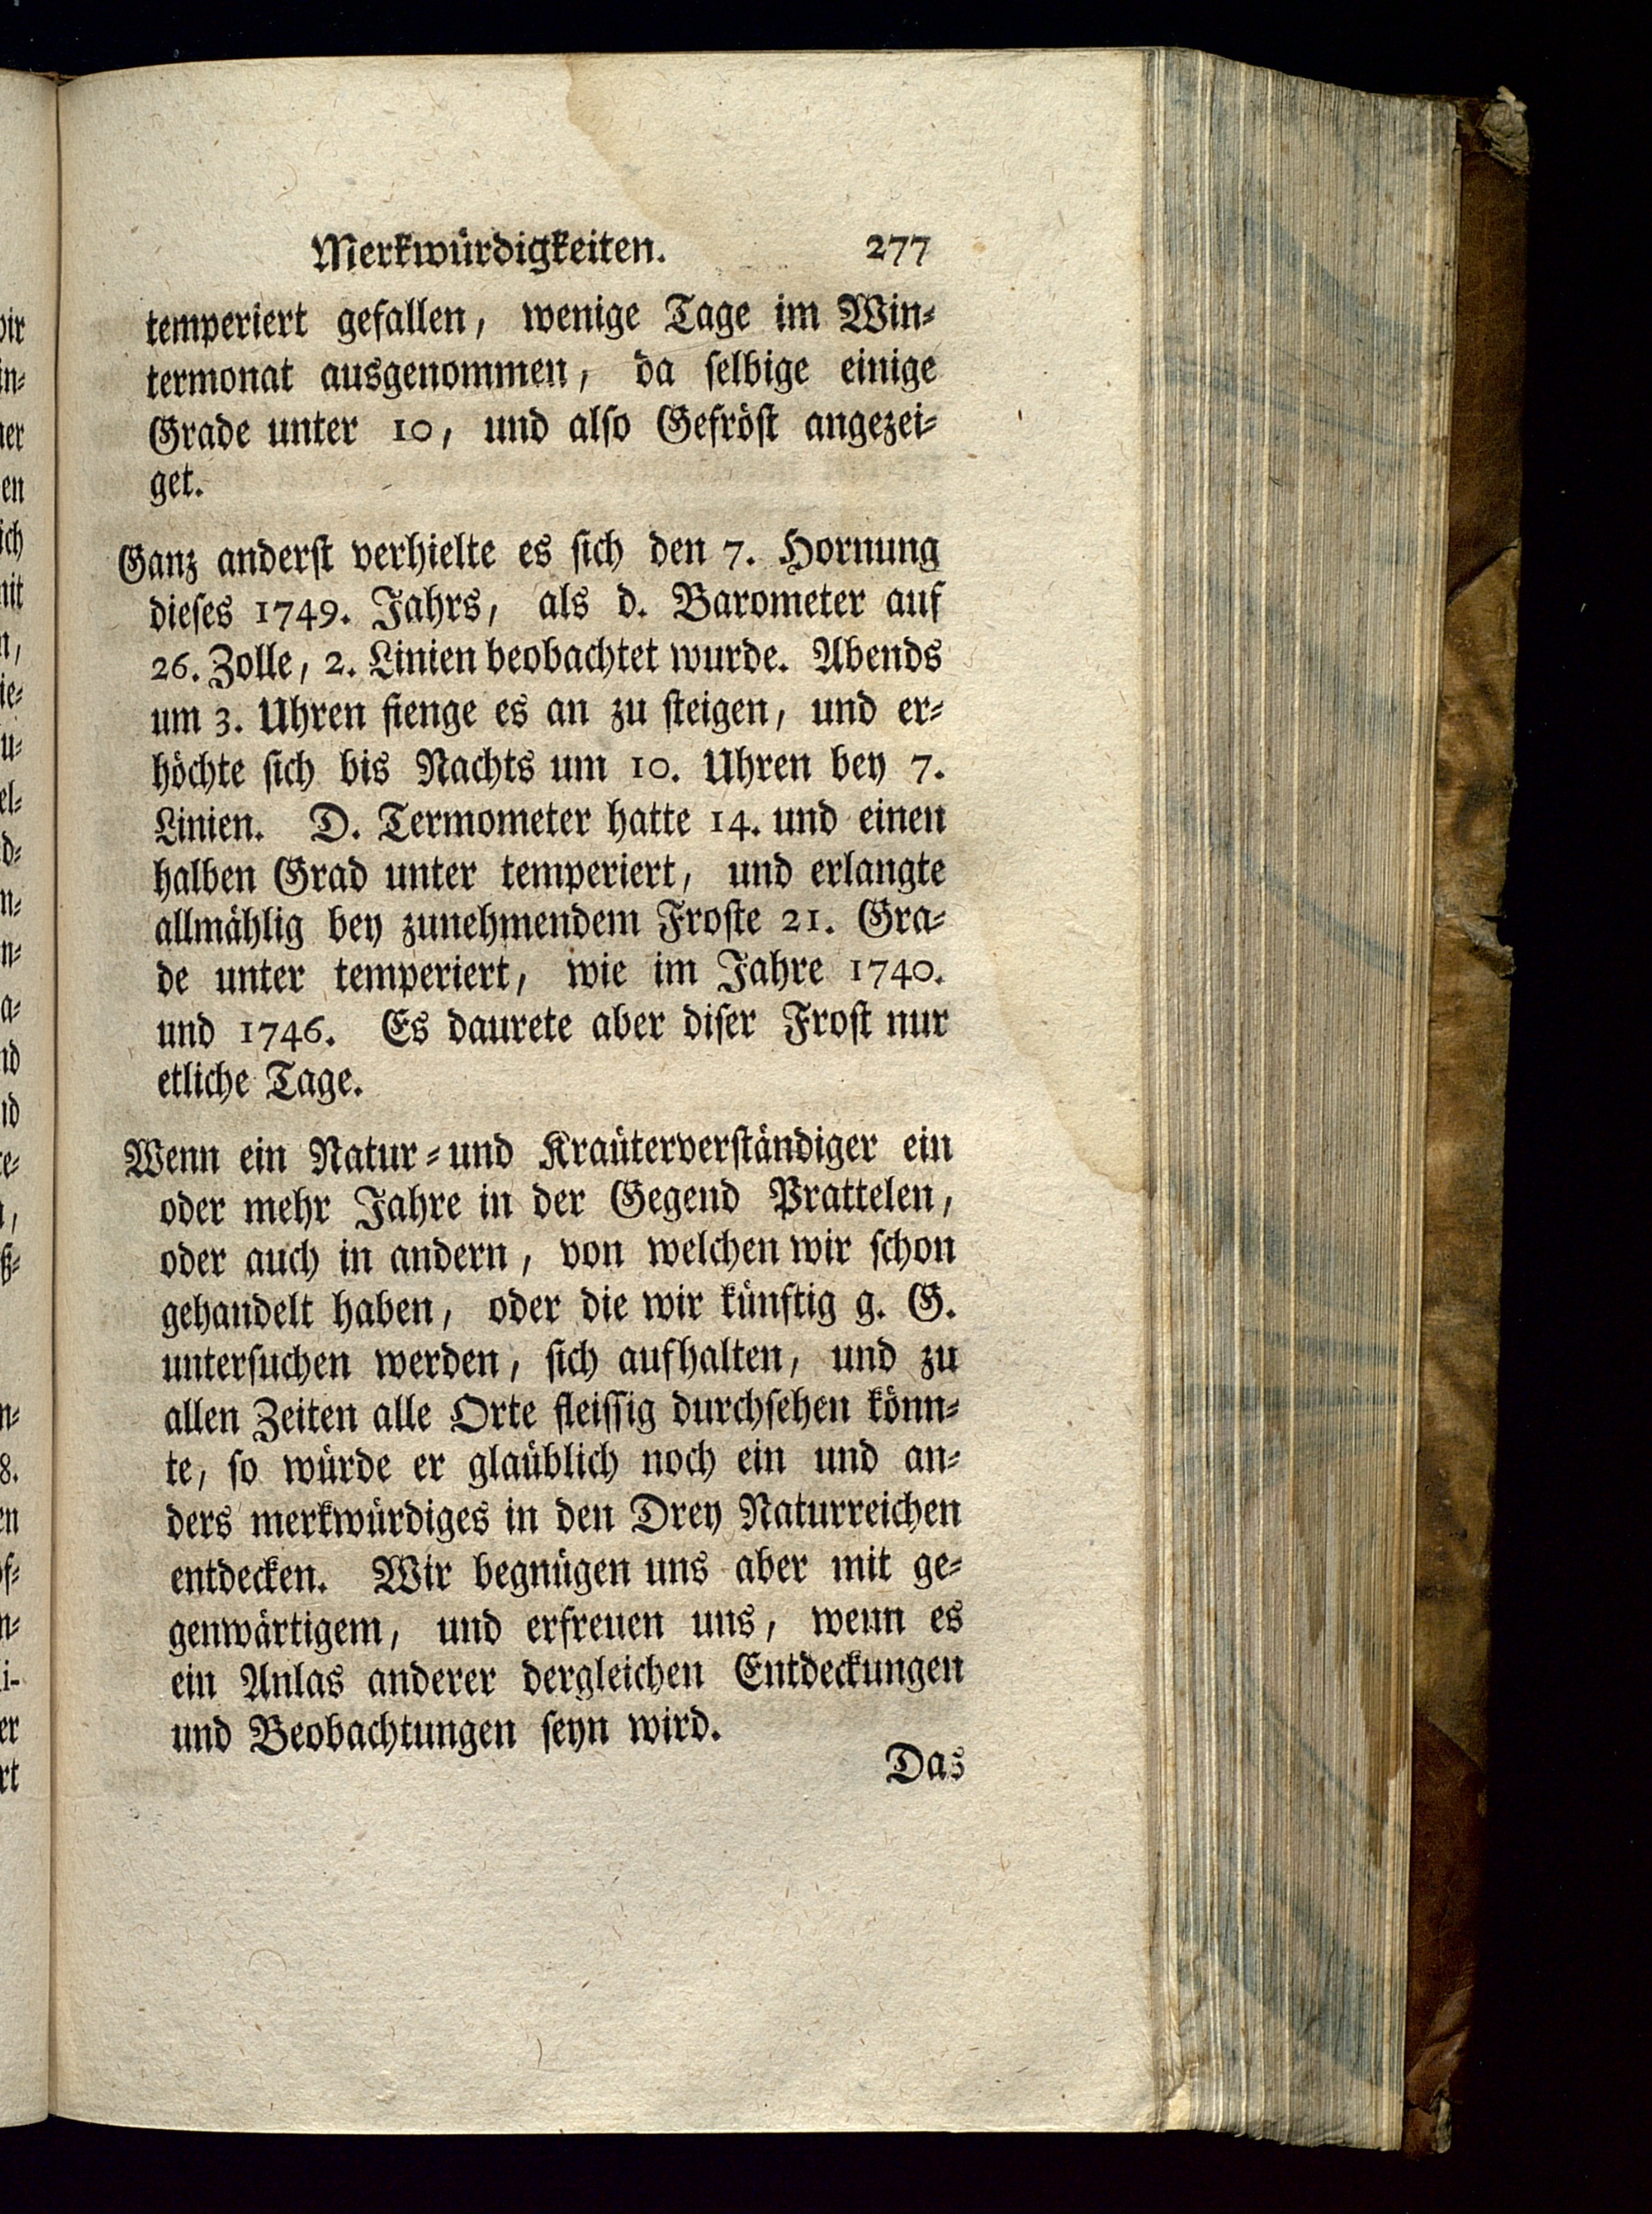 Merkwürdigkeiten. 277
temperiert gefallen, wenige Tage im Win-
termonat ausgenommen, da selbige einige
Grade unter 10, und also Gefröst angezei-
get.
Ganz anderst verhielte es sich den 7. Hornung
dieses 1749. Jahrs, als d. Barometer auf
26. Zolle, 2. Linien beobachtet wurde. Abends
um 3. Uhren fienge es an zu steigen, und er-
höchte sich bis Nachts um 10. Uhren bey 7.
Linien. D. Termometer hatte 14. und einen
halben Grad unter temperiert, und erlangte
allmählig bey zunehmendem Froste 21. Gra-
de unter temperiert, wie im Jahre 1740.
und 1746. Es daurete aber diser Frost nur
etliche Tage.
Wenn ein Natur- und Kraüterverständiger ein
oder mehr Jahre in der Gegend Prattelen,
oder auch in andern, von welchen wir schon
gehandelt haben, oder die wir künftig g. G.
untersuchen werden, sich aufhalten, und zu
allen Zeiten alle Orte fleissig durchsehen könn-
te, so würde er glaüblich noch ein und an-
ders merkwürdiges in den Drey Naturreichen
entdecken. Wir begnügen uns aber mit ge-
genwärtigem, und erfreuen uns, wenn es
ein Anlas anderer dergleichen Entdeckungen
und Beobachtungen seyn wird.
Das